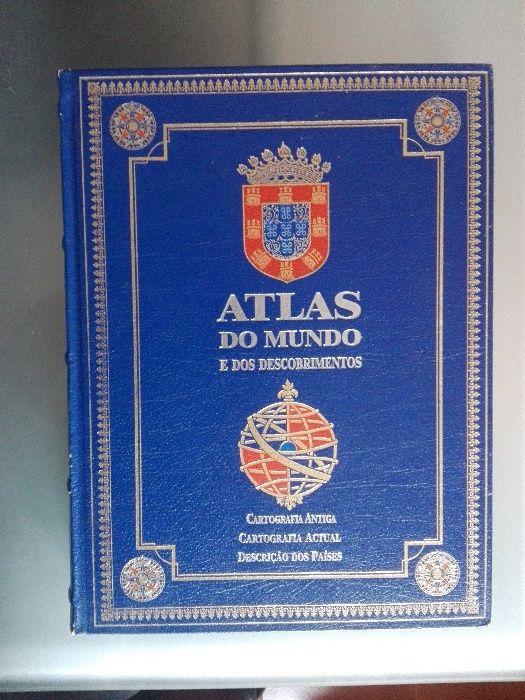 ATLAS
DO MUNDO
E DOS DESCOBRIMENTOS
CARTOGRAFIA ANTIGA
CARTOGRAFIA ACTUAL
DESCRIÇÃO DOS PAÍSES